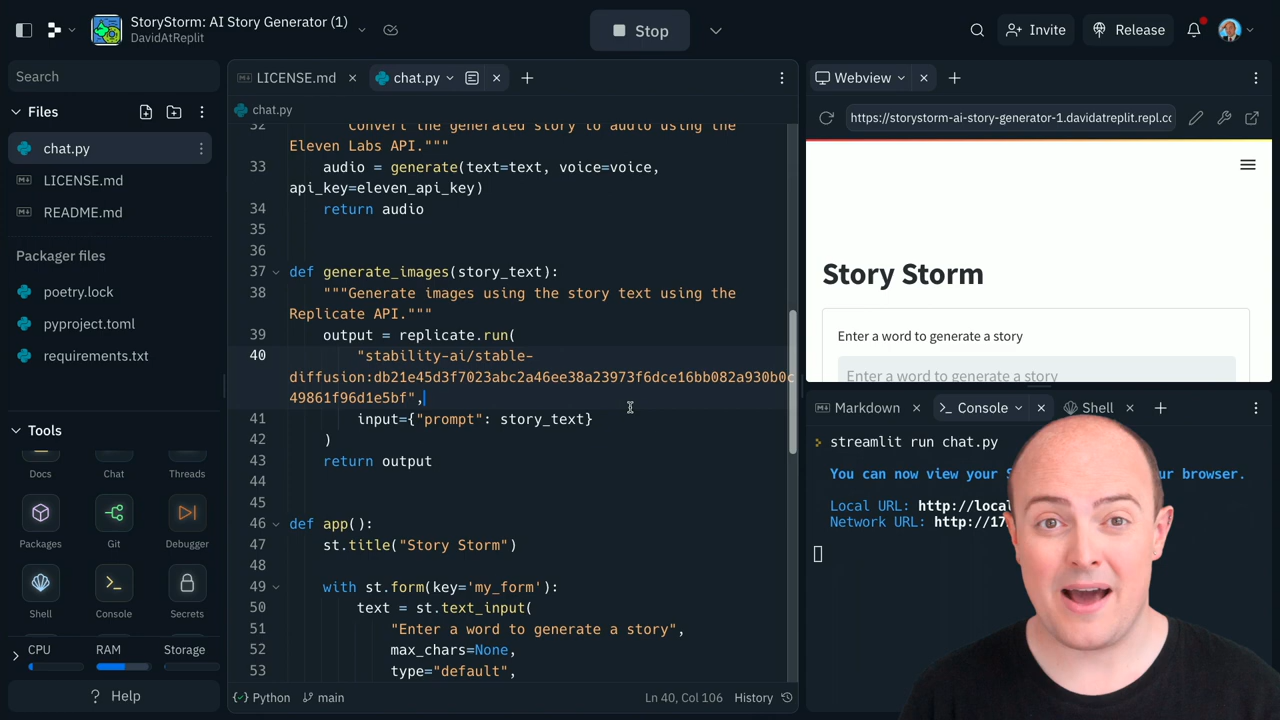 StoryStorm: AI Story Generator (1)
DavidAtReplit
Stop
Invite
Release
Search
Files
chat.py
LICENSE.md
README.md
Packager files
poetry.lock
pyproject.toml
requirements.txt
Tools
Docs
Chat
Threads
Packages
Git
Debugger
Shell
Console
Secrets
CPU
RAM
Storage
Help
LICENSE.md
chat.py
chat.py
32 Convert the generated story to audio using the
Eleven Labs API."""
33 audio = generate(text=text, voice=voice,
api_key=eleven_api_key)
34 return audio
35
36
37 def generate_images(story_text):
38 """Generate images using the story text using the
Replicate API."""
39 output = replicate.run(
40 "stability-ai/stable-
diffusion:db21e45d3f7023abc2a46ee38a23973f6dce16bb082a930b0c
49861f96d1e5bf",
41 input={"prompt": story_text}
42 )
43 return output
44
45
46 def app():
47 st.title("Story Storm")
48
49 with st.form(key='my_form'):
50 text = st.text_input(
51 "Enter a word to generate a story",
52 max_chars=None,
53 type="default",
Python
main
Ln 40, Col 106
History
Webview
https://storystorm-ai-story-generator-1.davidatreplit.repl.cc
Story Storm
Enter a word to generate a story
Enter a word to generate a story
Markdown
Console
Shell
streamlit run chat.py
You can now view your S ur browser.
Local URL: http://local
Network URL: http://17